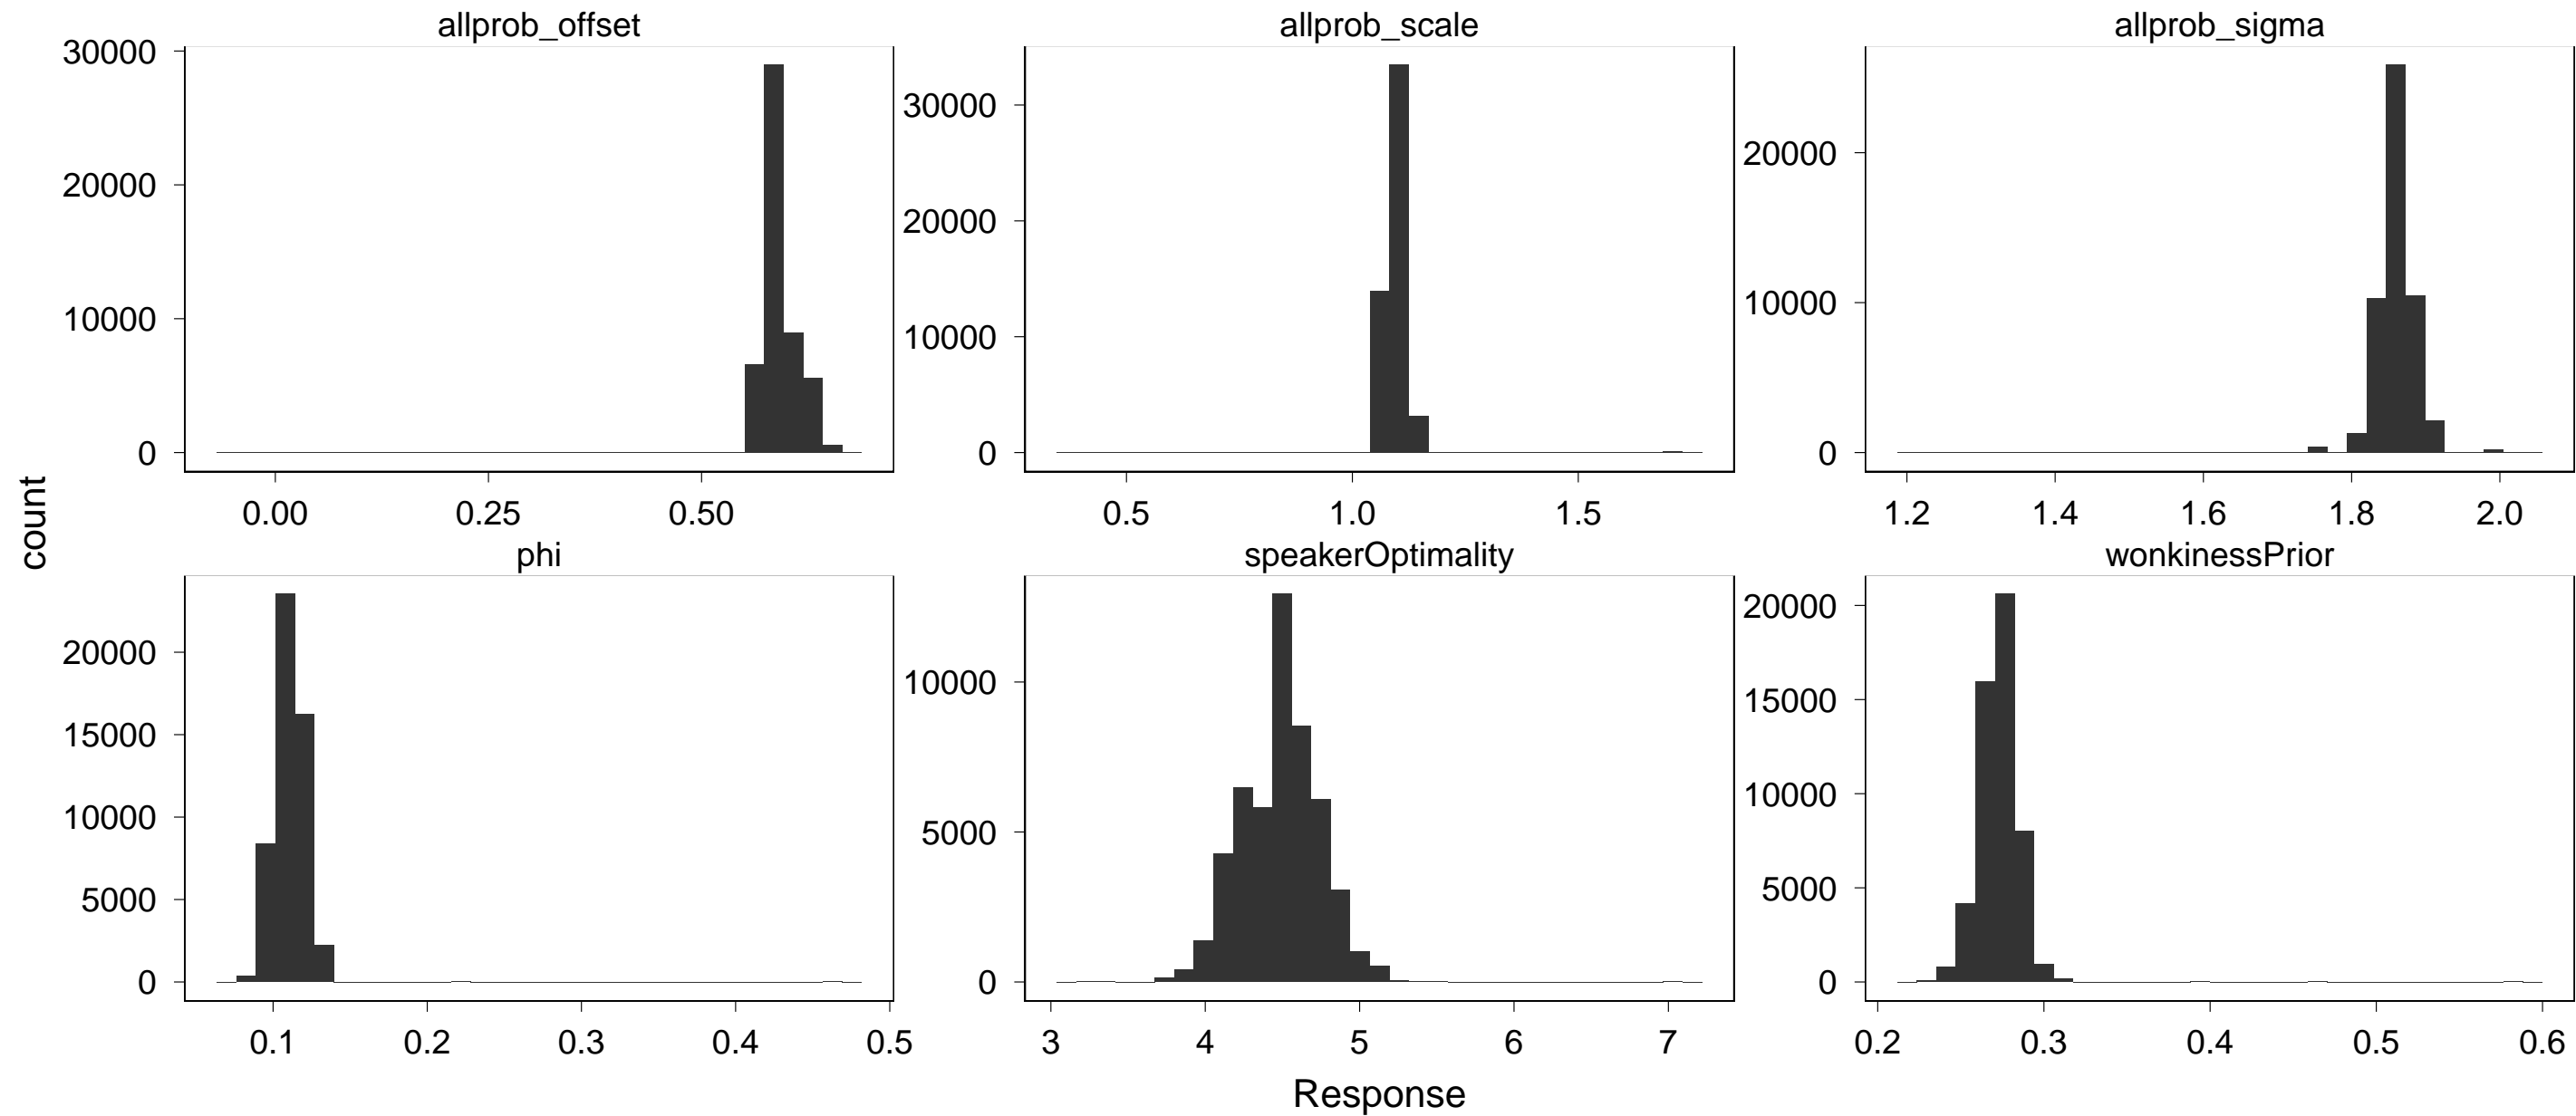 allprob_offset allprob_scale allprob_sigma
30000
20000
10000
0
0.00 0.25 0.50
30000
20000
10000
0
0.5 1.0 1.5
20000
10000
0
1.2 1.4 1.6 1.8 2.0
count
phi speakerOptimality wonkinessPrior
20000
15000
10000
5000
0
0.1 0.2 0.3 0.4 0.5
10000
5000
0
3 4 5 6 7
20000
15000
10000
5000
0
0.2 0.3 0.4 0.5 0.6
Response